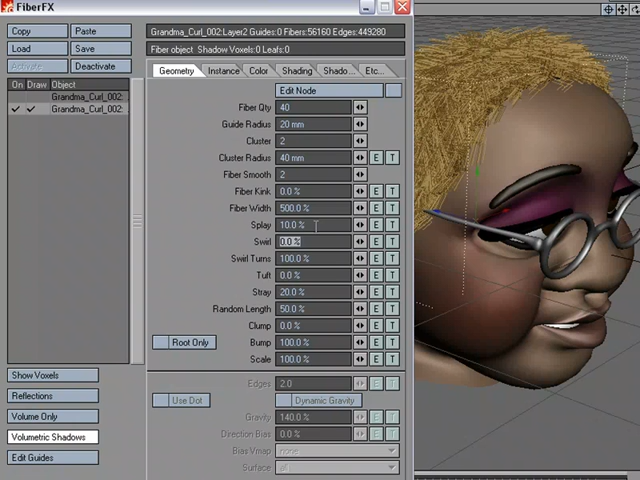 FiberFX
Copy Paste
Load Save
Activate Deactivate
On Draw Object
Grandma_Curl_002:
Grandma_Curl_002:
Show Voxels
Reflections
Volume Only
Volumetric Shadows
Edit Guides
Grandma_Curl_002:Layer2 Guides:0 Fibers:56160 Edges:449280
Fiber object Shadow Voxels:0 Leafs:0
Geometry Instance Color Shading Shado... Etc...
Edit Node
Fiber Qty 40
Guide Radius 20 mm
Cluster 2
Cluster Radius 40 mm E T
Fiber Smooth 2
Fiber Kink 0.0 % E T
Fiber Width 500.0 % E T
Splay 10.0 % E T
Swirl 0.0 % E T
Swirl Turns 100.0 % E T
Tuft 0.0 % E T
Stray 20.0 % E T
Random Length 50.0 % E T
Clump 0.0 % E T
Root Only Bump 100.0 % E T
Scale 100.0 % E T
Edges 2.0 E T
Use Dot Dynamic Gravity
Gravity 140.0 % E T
Direction Bias 0.0 % E T
Bias Vmap none
Surface all